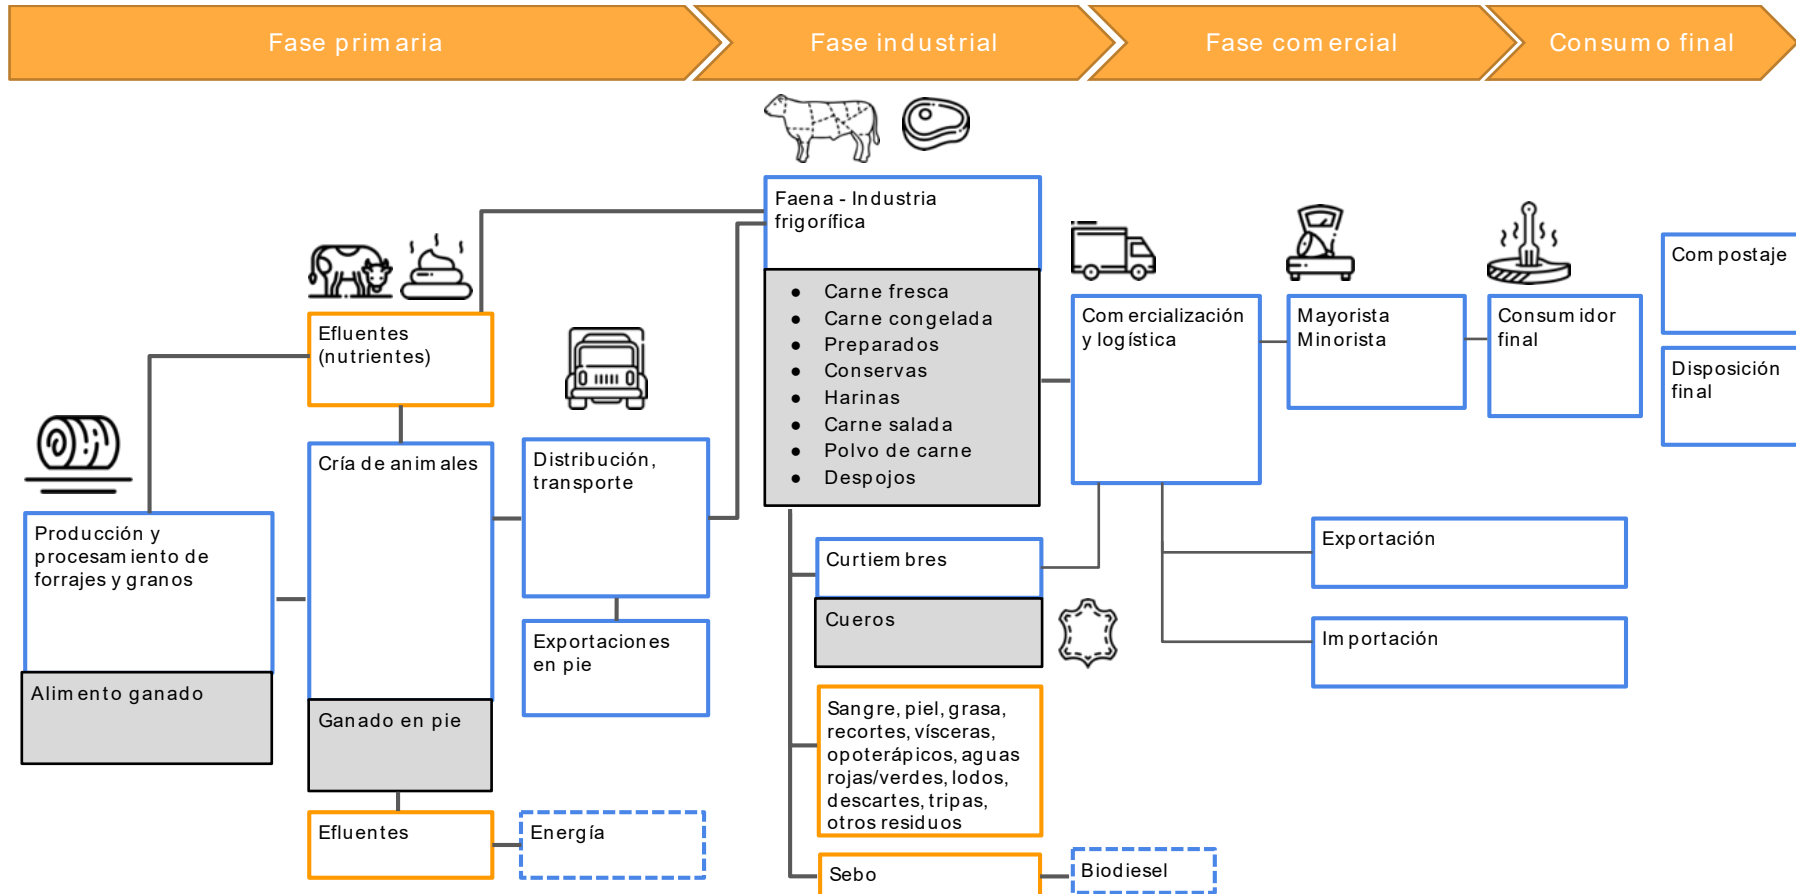 Fase primaria
Fase industrial
Fase comercial
Consumo final
Faena - Industria
frigorífica
● Carne fresca
● Carne congelada
● Preparados
● Conservas
● Harinas
● Carne salada
● Polvo de carne
● Despojos
Efluentes
(nutrientes)
Cría de animales
Ganado en pie
Efluentes
Energía
Producción y
procesamiento de
forrajes y granos
Alimento ganado
Distribución,
transporte
Exportaciones
en pie
Curtiembres
Cueros
Sangre, piel, grasa,
recortes, vísceras,
opoterápicos, aguas
rojas/verdes, lodos,
descartes, tripas,
otros residuos
Sebo
Biodiesel
Comercialización
y logística
Mayorista
Minorista
Consumidor
final
Compostaje
Disposición
final
Exportación
Importación